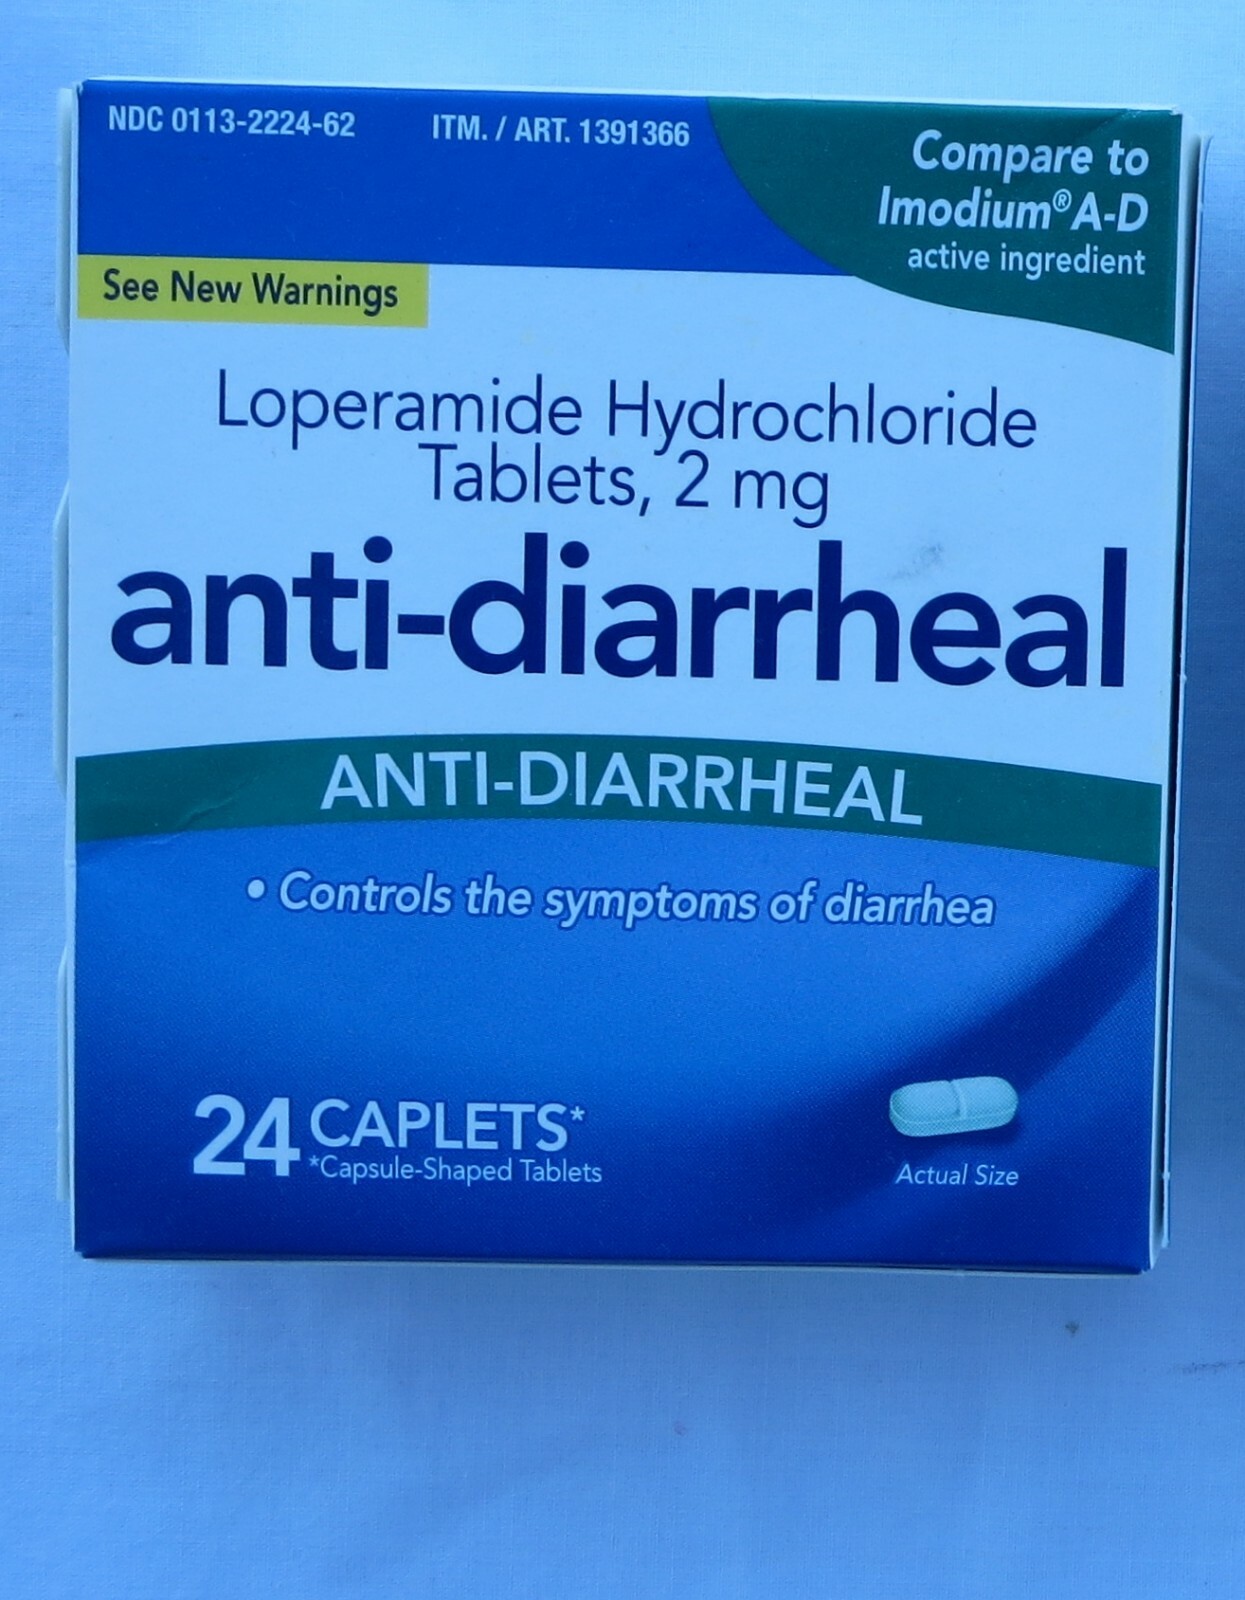 NDC 0113-2224-62 ITM. / ART. 1391366
Compare to
Imodium® A-D
active ingredient
See New Warnings
Loperamide Hydrochloride
Tablets, 2 mg
anti-diarrheal
ANTI-DIARRHEAL
• Controls the symptoms of diarrhea
24 CAPLETS*
*Capsule-Shaped Tablets
Actual Size